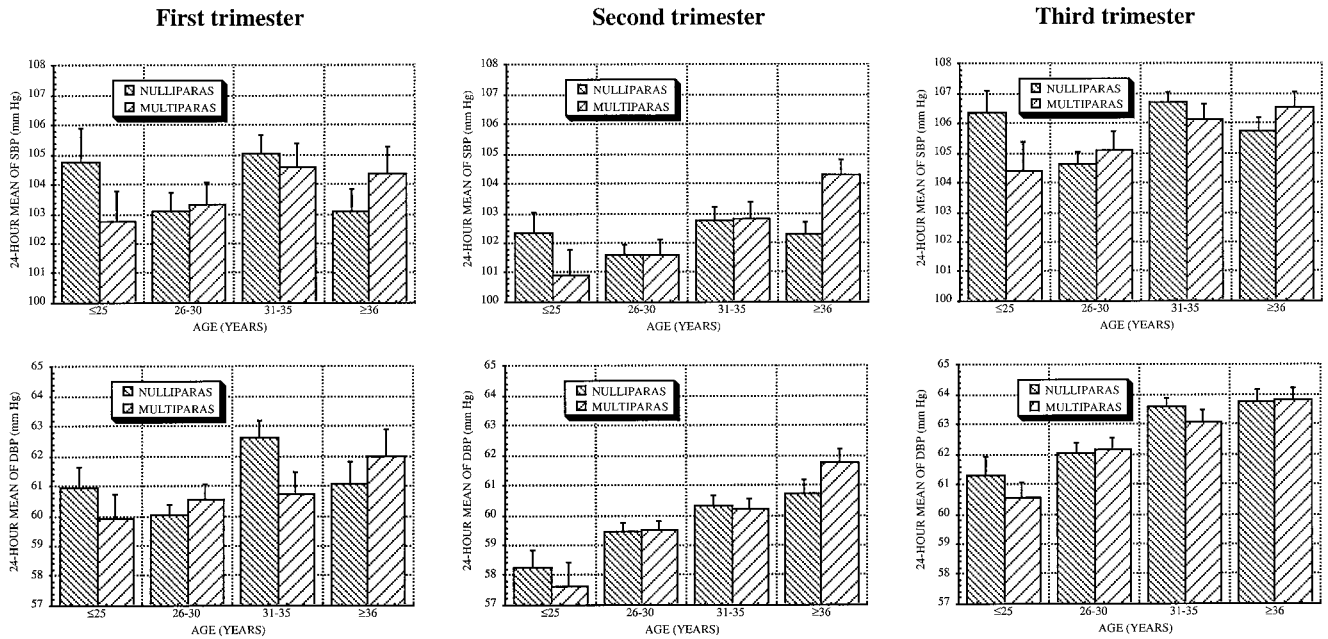 First trimester
Second trimester
Third trimester
24-HOUR MEAN OF SBP (mm Hg)
108
107
106
105
104
103
102
101
100
NULLIPARAS
MULTIPARAS
≤25
26-30
31-35
≥36
AGE (YEARS)
24-HOUR MEAN OF SBP (mm Hg)
108
107
106
105
104
103
102
101
100
NULLIPARAS
MULTIPARAS
≤25
26-30
31-35
≥36
AGE (YEARS)
24-HOUR MEAN OF SBP (mm Hg)
108
107
106
105
104
103
102
101
100
NULLIPARAS
MULTIPARAS
≤25
26-30
31-35
≥36
AGE (YEARS)
24-HOUR MEAN OF DBP (mm Hg)
65
64
63
62
61
60
59
58
57
NULLIPARAS
MULTIPARAS
≤25
26-30
31-35
≥36
AGE (YEARS)
24-HOUR MEAN OF DBP (mm Hg)
65
64
63
62
61
60
59
58
57
NULLIPARAS
MULTIPARAS
≤25
26-30
31-35
≥36
AGE (YEARS)
24-HOUR MEAN OF DBP (mm Hg)
65
64
63
62
61
60
59
58
57
NULLIPARAS
MULTIPARAS
≤25
26-30
31-35
≥36
AGE (YEARS)